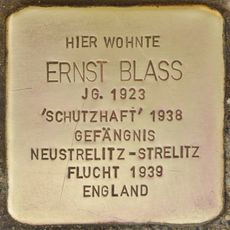 HIER WOHNTE
ERNST BLASS
JG. 1923
'SCHUTZHAFT' 1938
GEFÄNGNIS
NEUSTRELITZ-STRELITZ
FLUCHT 1939
ENGLAND